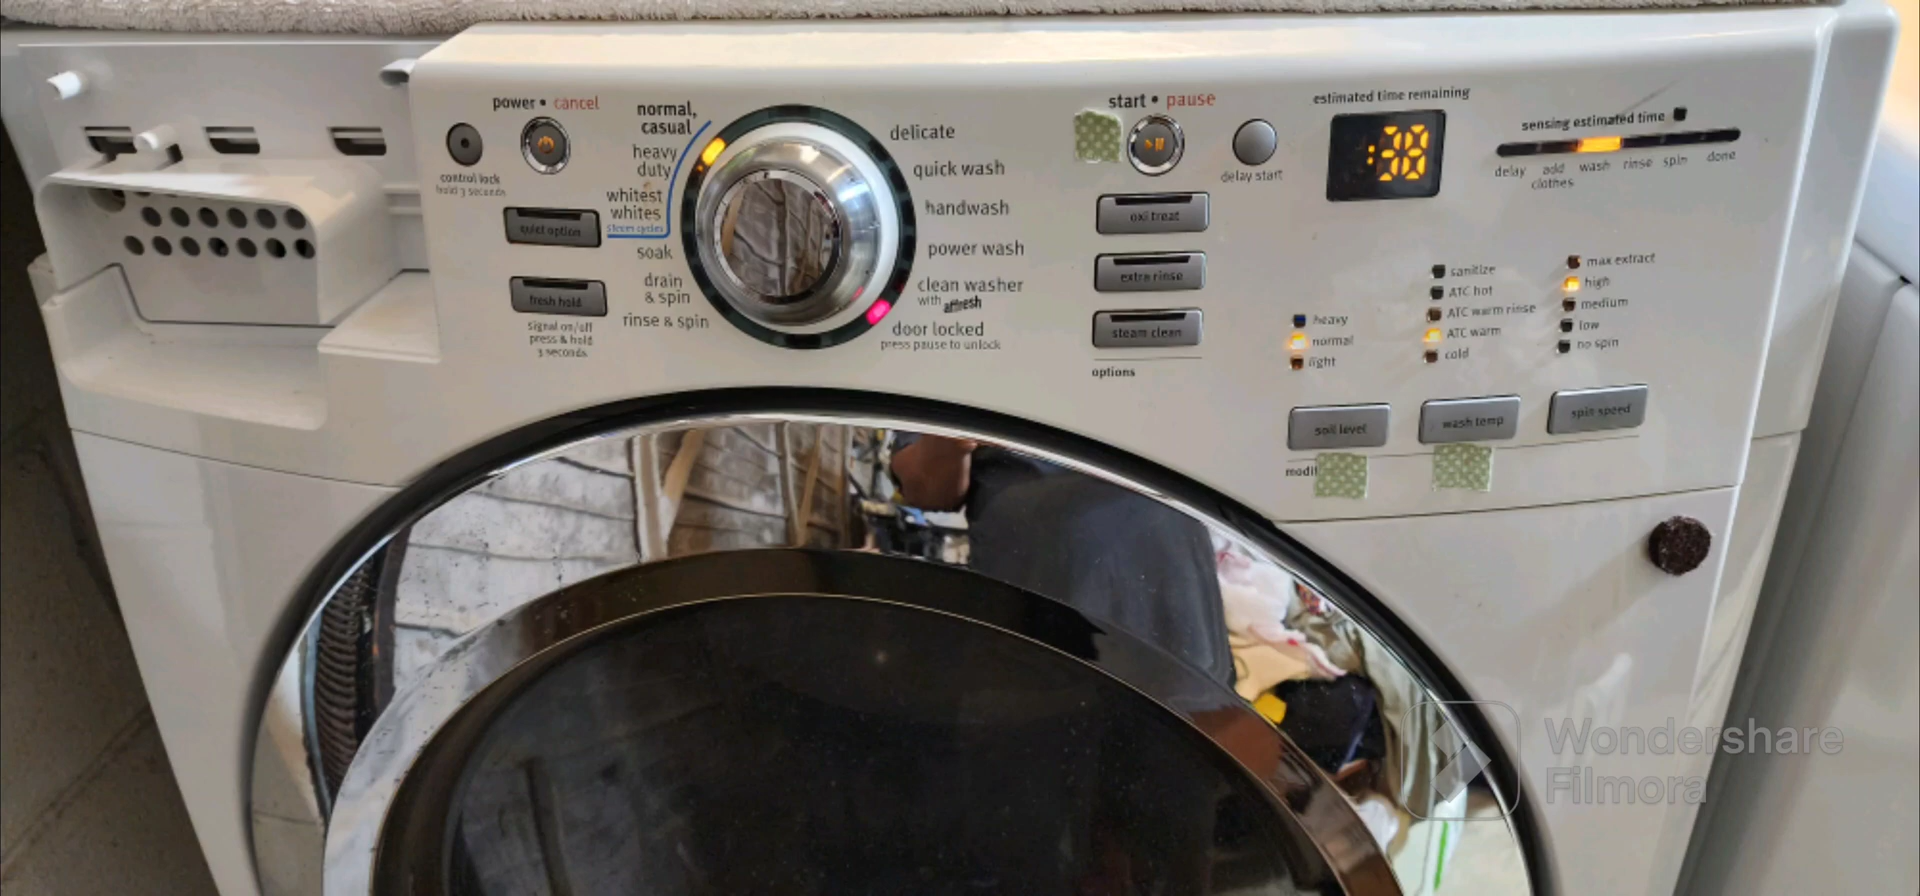 power • cancel
control lock
hold 3 seconds
quiet option
fresh hold
signal on/off
press & hold
3 seconds
normal,
casual
heavy
duty
whitest
whites
steam cycles
soak
drain
& spin
rinse & spin
delicate
quick wash
handwash
power wash
clean washer
with affresh
door locked
press pause to unlock
start • pause
delay start
oxi treat
extra rinse
steam clean
options
estimated time remaining
:38
sensing estimated time
delay
add
clothes
wash
rinse
spin
done
heavy
normal
light
sanitize
ATC hot
ATC warm rinse
ATC warm
cold
max extract
high
medium
low
no spin
soil level
wash temp
spin speed
modi
Wondershare
Filmora